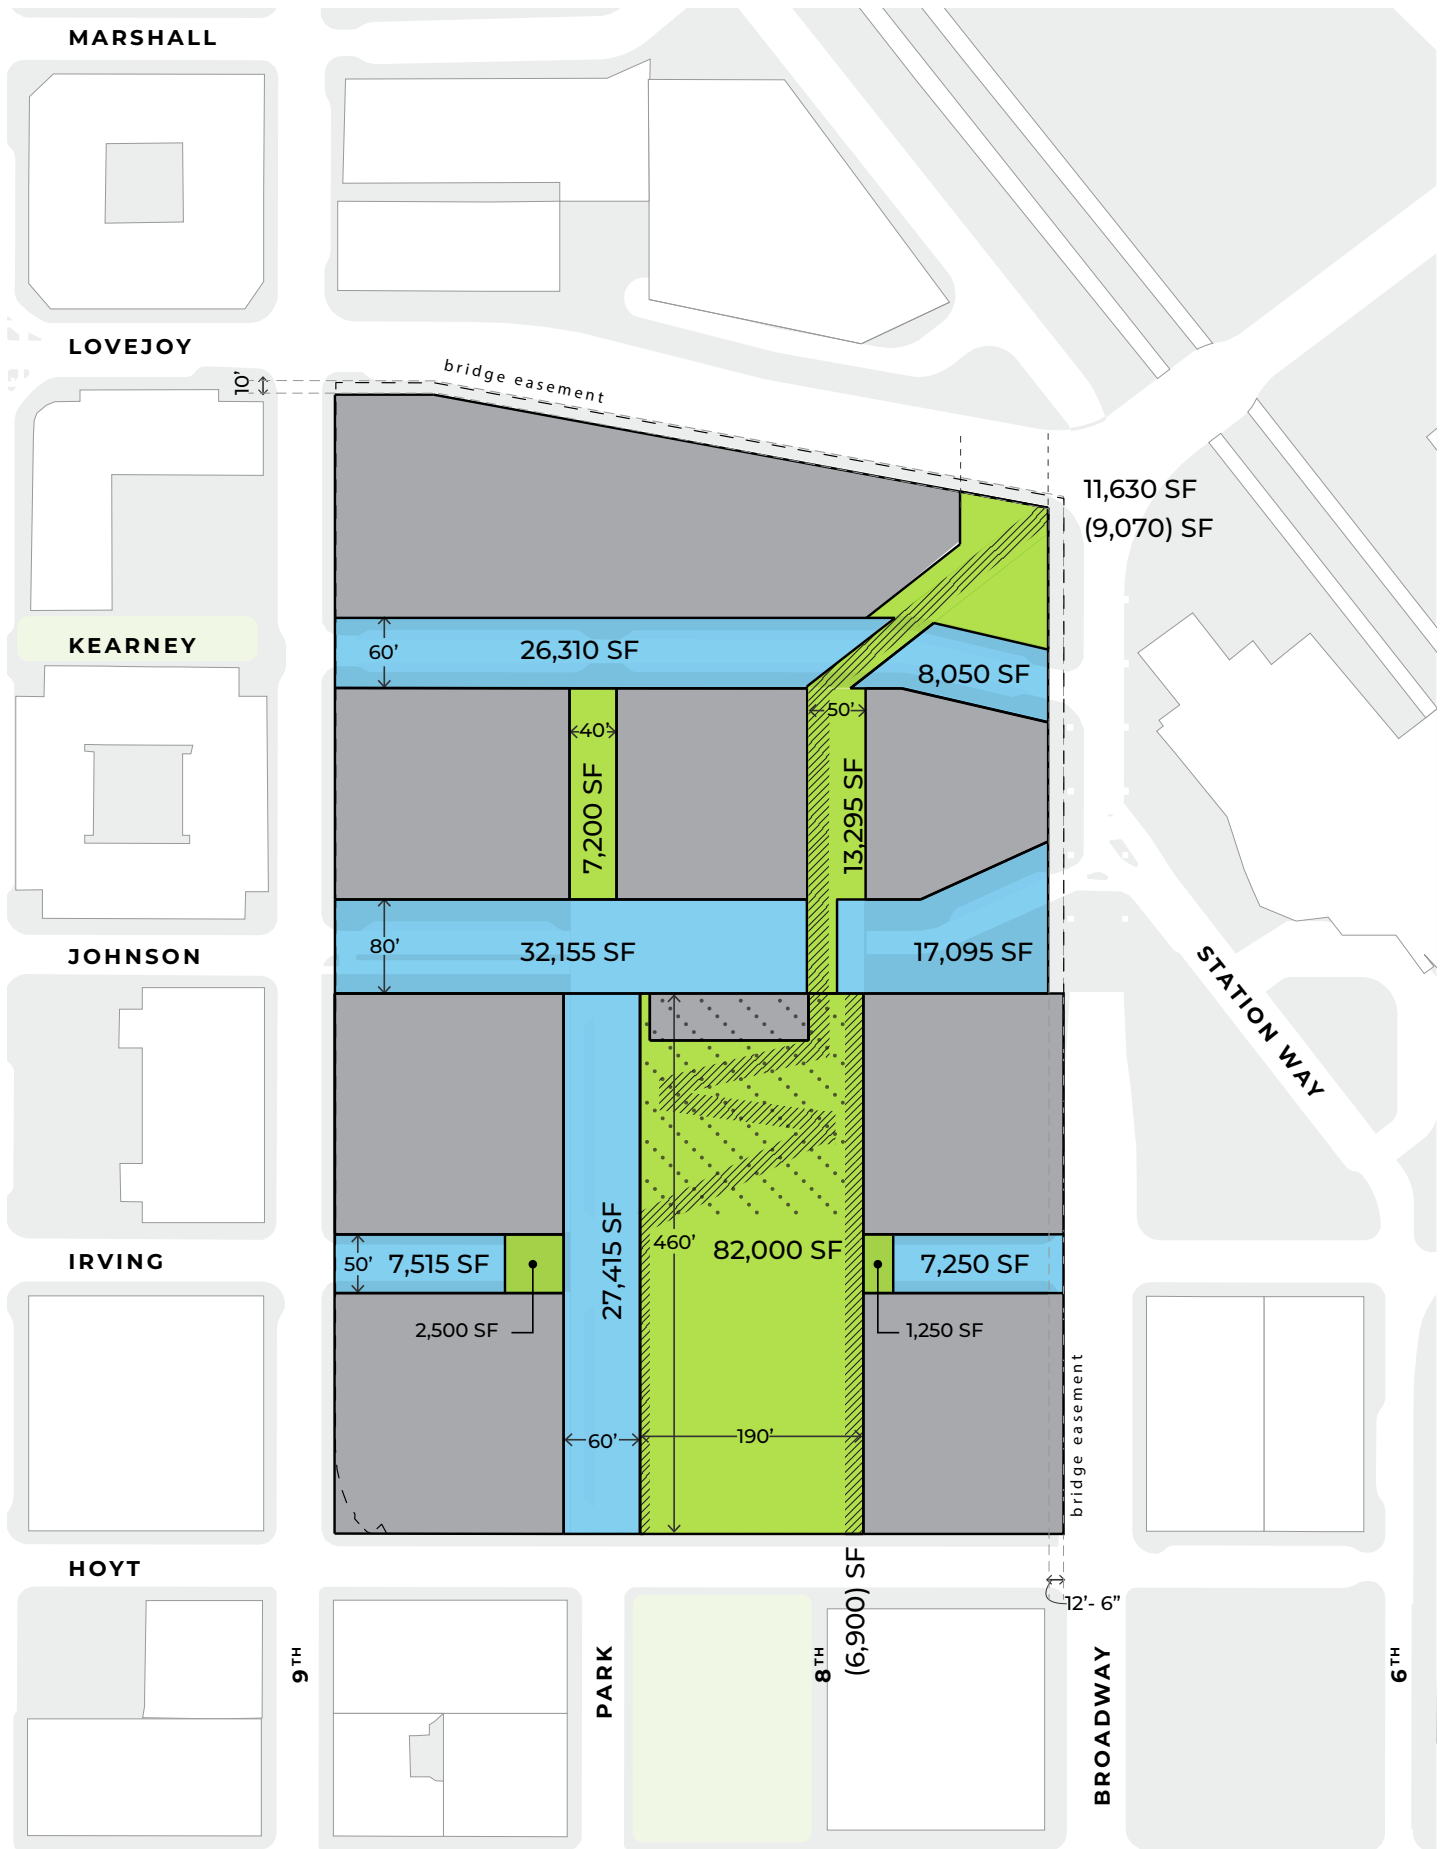 MARSHALL
LOVEJOY
10’
bridge easement
11,630 SF
(9,070) SF
KEARNEY
60’
26,310 SF
8,050 SF
50’
40’
7,200 SF
13,295 SF
80’
JOHNSON
32,155 SF
17,095 SF
STATION WAY
IRVING
50’
7,515 SF
27,415 SF
460’
82,000 SF
7,250 SF
2,500 SF
1,250 SF
60’
190’
bridge easement
HOYT
(6,900) SF
12’- 6”
9TH
PARK
8TH
BROADWAY
6TH